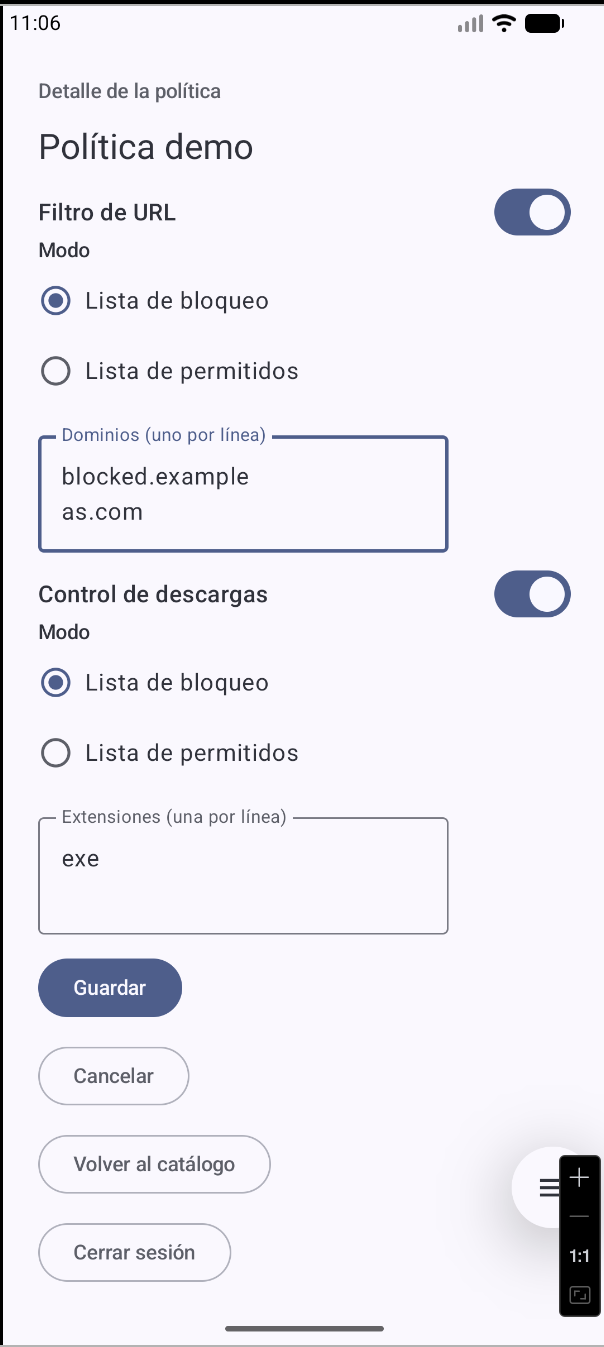 11:06
Detalle de la política
Política demo
Filtro de URL
Modo
Lista de bloqueo
Lista de permitidos
Dominios (uno por línea)
blocked.example
as.com
Control de descargas
Modo
Lista de bloqueo
Lista de permitidos
Extensiones (una por línea)
exe
Guardar
Cancelar
Volver al catálogo
Cerrar sesión
1:1